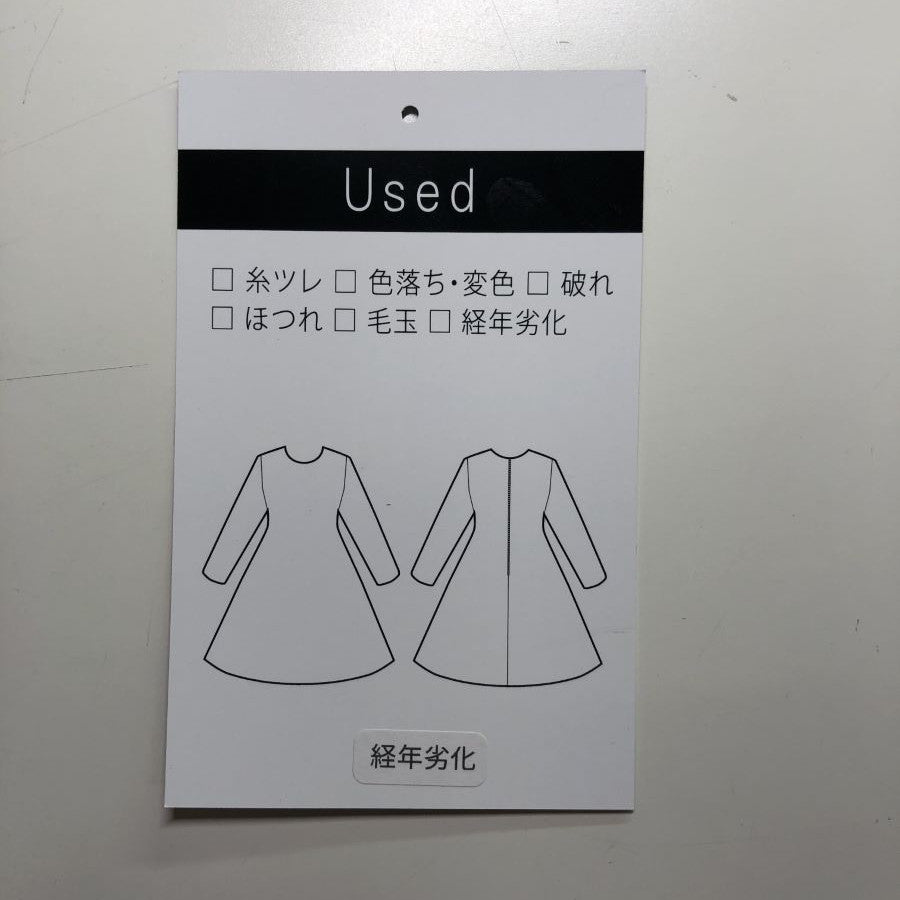 Used
□ 糸ツレ □ 色落ち・変色 □ 破れ
□ ほつれ □ 毛玉 □ 経年劣化
経年劣化